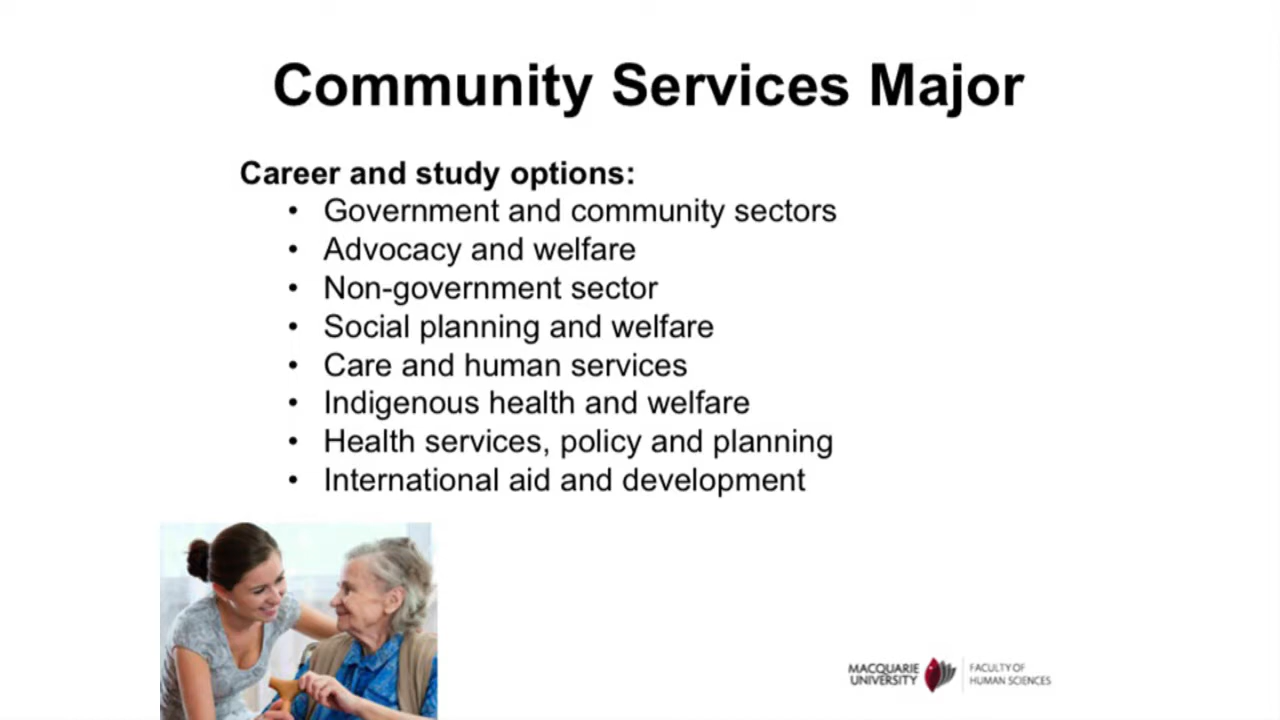 Community Services Major
Career and study options:
• Government and community sectors
• Advocacy and welfare
• Non-government sector
• Social planning and welfare
• Care and human services
• Indigenous health and welfare
• Health services, policy and planning
• International aid and development
MACQUARIE
UNIVERSITY
FACULTY OF
HUMAN SCIENCES